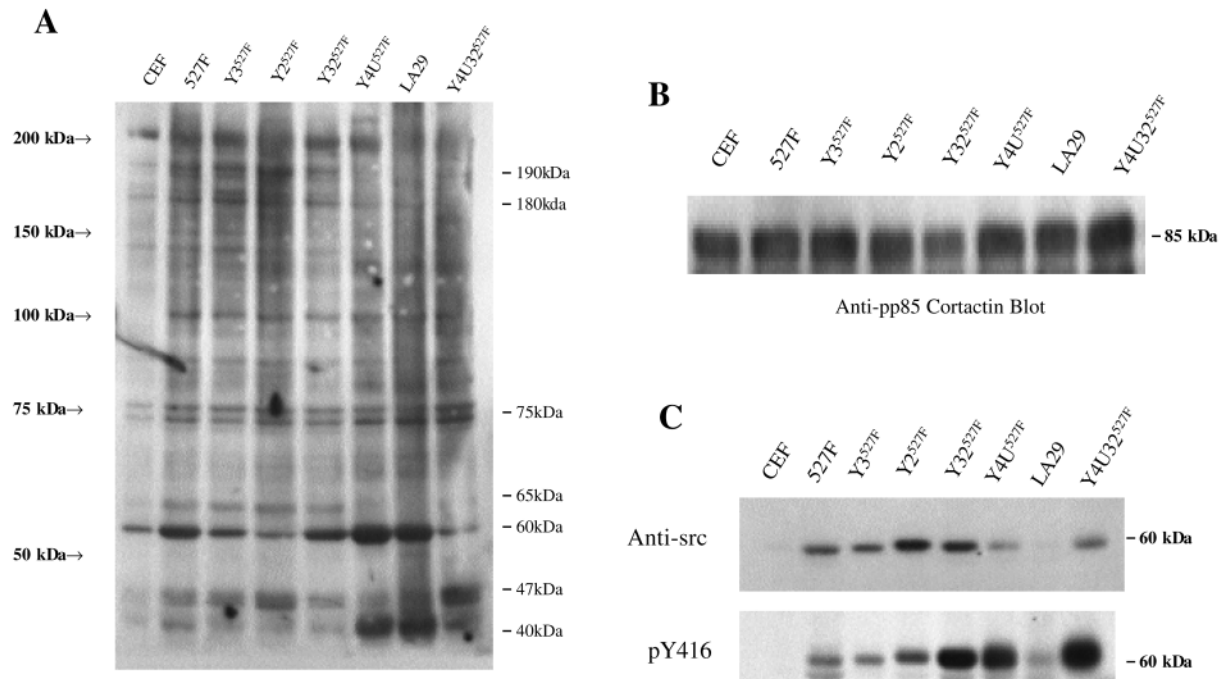 A
CEF 527F Y3⁵²⁷ᶠ Y2⁵²⁷ᶠ Y32⁵²⁷ᶠ Y4U⁵²⁷ᶠ LA29 Y4U32⁵²⁷ᶠ
200 kDa→
150 kDa→
100 kDa→
75 kDa→
50 kDa→
– 190kDa
– 180kda
– 75kDa
– 65kDa
– 60kDa
– 47kDa
– 40kDa
B
CEF 527F Y3⁵²⁷ᶠ Y2⁵²⁷ᶠ Y32⁵²⁷ᶠ Y4U⁵²⁷ᶠ LA29 Y4U32⁵²⁷ᶠ
– 85 kDa
Anti-pp85 Cortactin Blot
C
CEF 527F Y3⁵²⁷ᶠ Y2⁵²⁷ᶠ Y32⁵²⁷ᶠ Y4U⁵²⁷ᶠ LA29 Y4U32⁵²⁷ᶠ
Anti-src
– 60 kDa
pY416
– 60 kDa